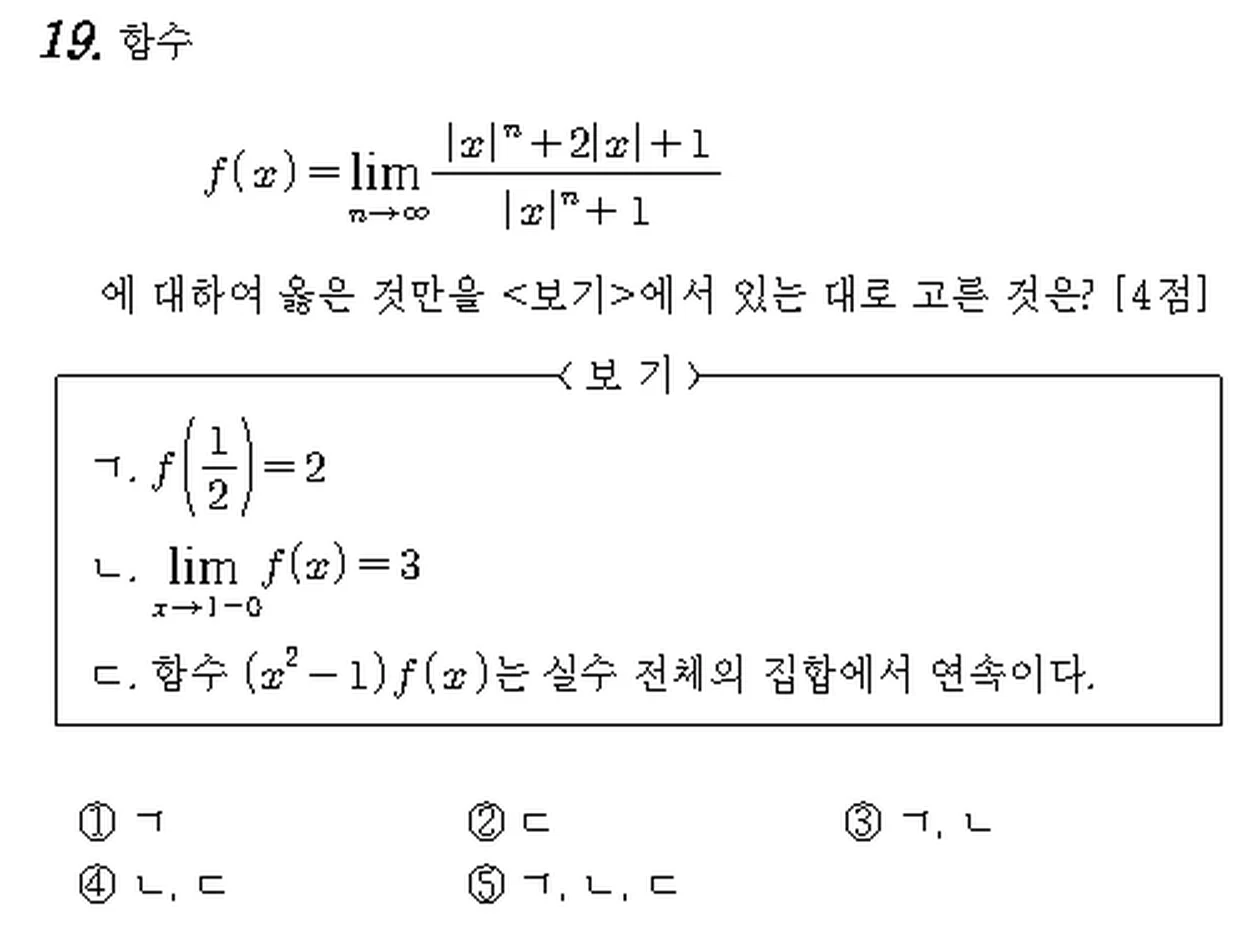 19. 함수
f(x) = lim_{n→∞} \frac{|x|^n + 2|x| + 1}{|x|^n + 1}
에 대하여 옳은 것만을 <보기>에서 있는 대로 고른 것은? [4점]
〈보 기〉
ㄱ. f(\frac{1}{2}) = 2
ㄴ. lim_{x→1-0} f(x) = 3
ㄷ. 함수 (x^2 - 1)f(x)는 실수 전체의 집합에서 연속이다.
① ㄱ ② ㄷ ③ ㄱ, ㄴ
④ ㄴ, ㄷ ⑤ ㄱ, ㄴ, ㄷ